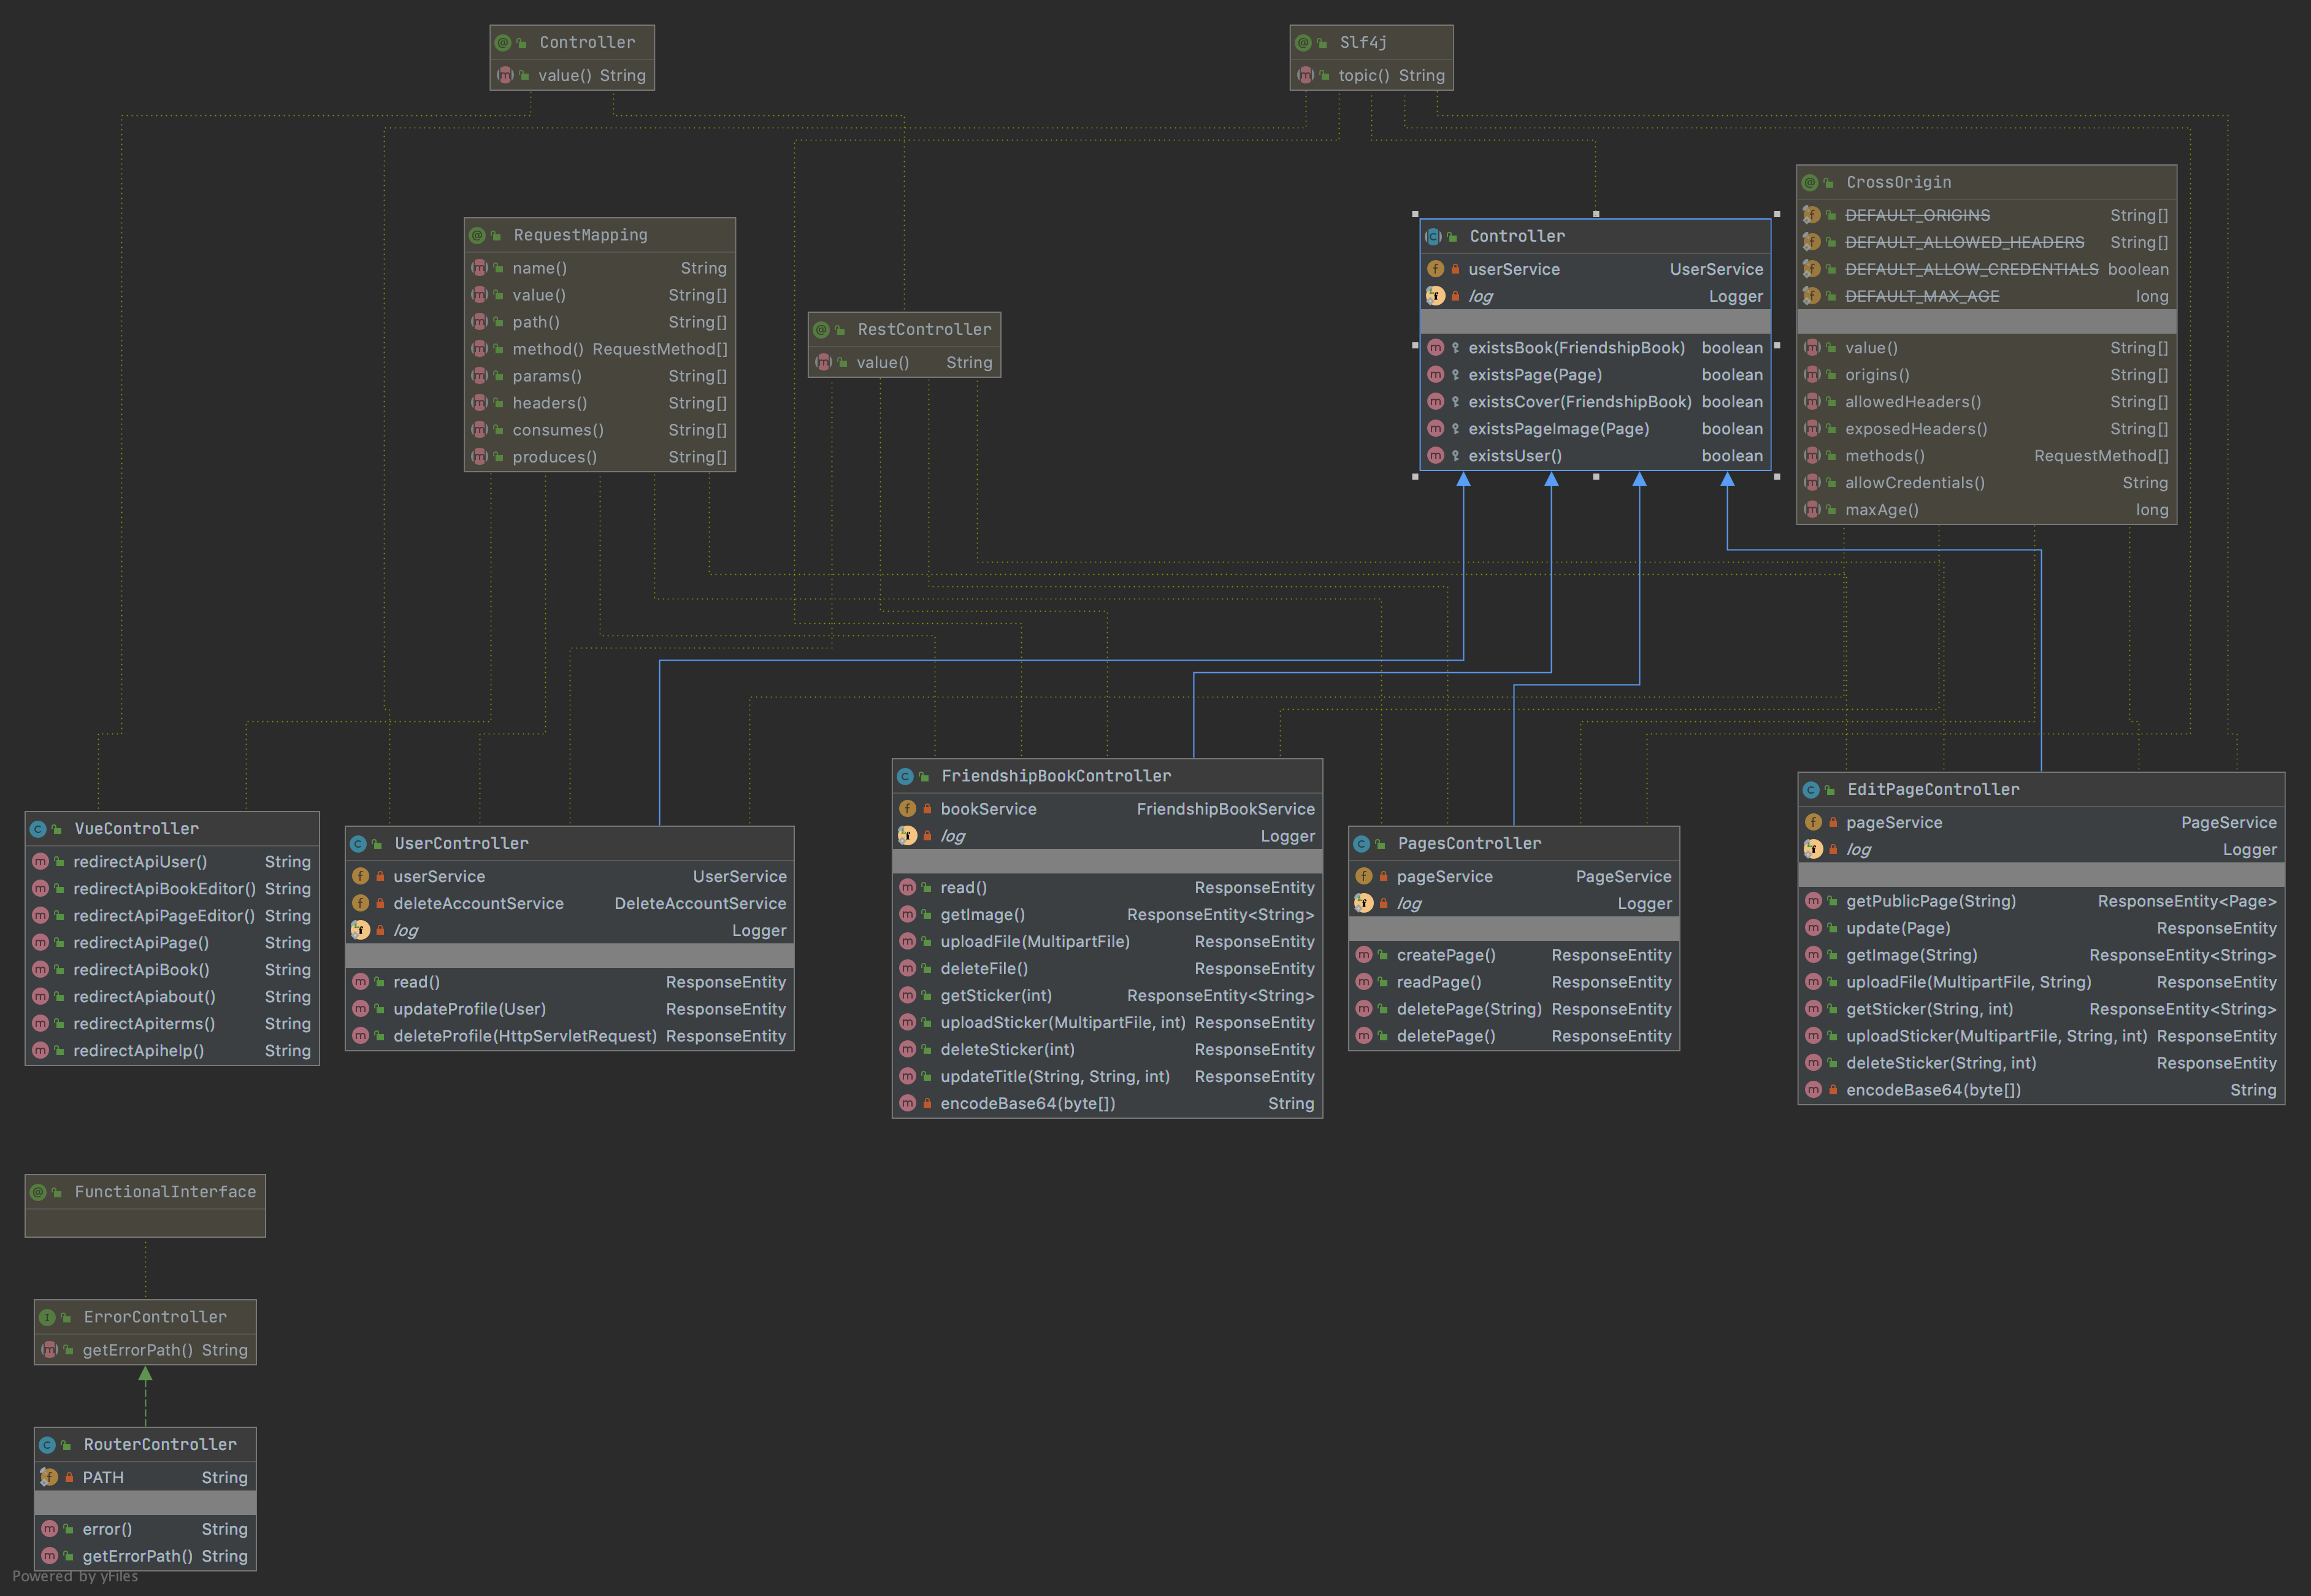 Controller
value() String
Slf4j
topic() String
CrossOrigin
DEFAULT_ORIGINS String[]
DEFAULT_ALLOWED_HEADERS String[]
DEFAULT_ALLOW_CREDENTIALS boolean
DEFAULT_MAX_AGE long
value() String[]
origins() String[]
allowedHeaders() String[]
exposedHeaders() String[]
methods() RequestMethod[]
allowCredentials() String
maxAge() long
RequestMapping
name() String
value() String[]
path() String[]
method() RequestMethod[]
params() String[]
headers() String[]
consumes() String[]
produces() String[]
Controller
userService UserService
log Logger
existsBook(FriendshipBook) boolean
existsPage(Page) boolean
existsCover(FriendshipBook) boolean
existsPageImage(Page) boolean
existsUser() boolean
RestController
value() String
VueController
redirectApiUser() String
redirectApiBookEditor() String
redirectApiPageEditor() String
redirectApiPage() String
redirectApiBook() String
redirectApiabout() String
redirectApiterms() String
redirectApihelp() String
UserController
userService UserService
deleteAccountService DeleteAccountService
log Logger
read() ResponseEntity
updateProfile(User) ResponseEntity
deleteProfile(HttpServletRequest) ResponseEntity
FriendshipBookController
bookService FriendshipBookService
log Logger
read() ResponseEntity
getImage() ResponseEntity<String>
uploadFile(MultipartFile) ResponseEntity
deleteFile() ResponseEntity
getSticker(int) ResponseEntity<String>
uploadSticker(MultipartFile, int) ResponseEntity
deleteSticker(int) ResponseEntity
updateTitle(String, String, int) ResponseEntity
encodeBase64(byte[]) String
PagesController
pageService PageService
log Logger
createPage() ResponseEntity
readPage() ResponseEntity
deletePage(String) ResponseEntity
deletePage() ResponseEntity
EditPageController
pageService PageService
log Logger
getPublicPage(String) ResponseEntity<Page>
update(Page) ResponseEntity
getImage(String) ResponseEntity<String>
uploadFile(MultipartFile, String) ResponseEntity
getSticker(String, int) ResponseEntity<String>
uploadSticker(MultipartFile, String, int) ResponseEntity
deleteSticker(String, int) ResponseEntity
encodeBase64(byte[]) String
FunctionalInterface
ErrorController
getErrorPath() String
RouterController
PATH String
error() String
getErrorPath() String
Powered by yFiles